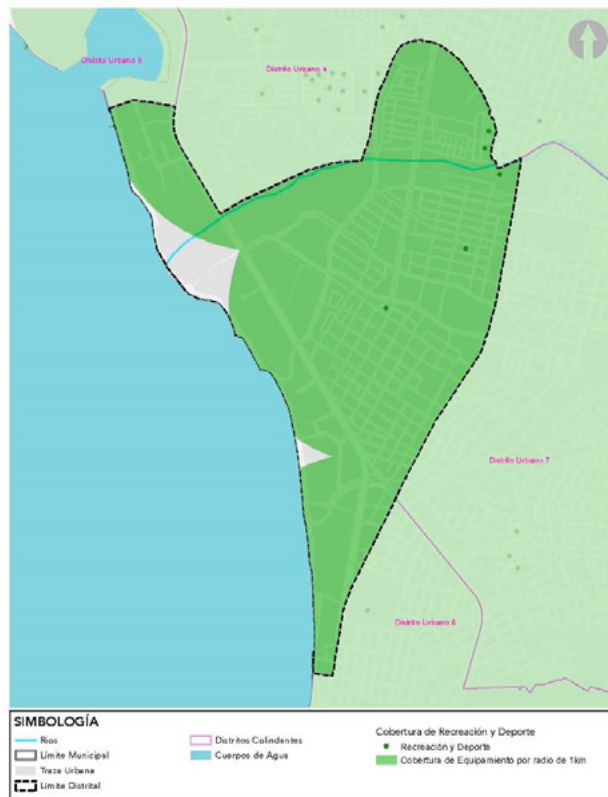 Distrito Urbano 5
Distrito Urbano 4
Distrito Urbano 7
Distrito Urbano 6
SIMBOLOGÍA
Ríos
Límite Municipal
Traza Urbana
Límite Distrital
Distritos Colindentes
Cuerpos de Agua
Cobertura de Recreación y Deporte
Recreación y Deporte
Cobertura de Equipamiento por radio de 1km